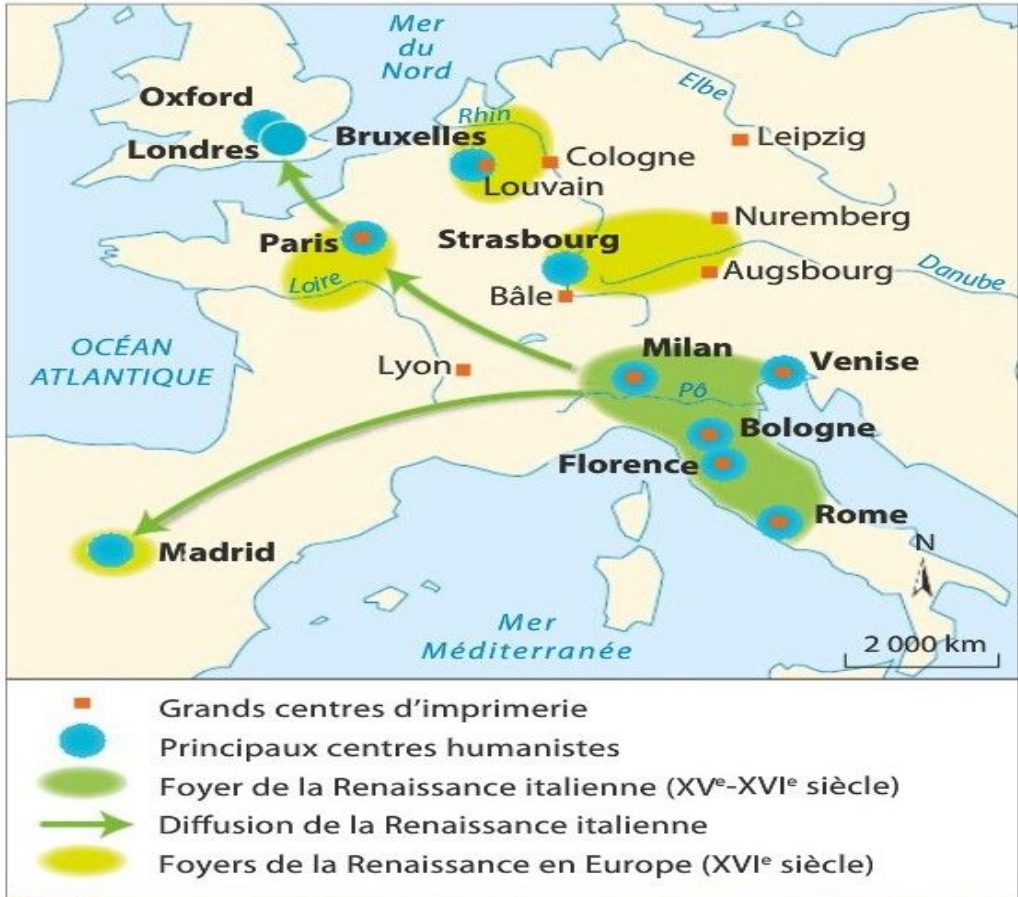 Mer
du
Nord
Elbe
Oxford
Rhin
Londres
Bruxelles
Cologne
Leipzig
Louvain
Paris
Strasbourg
Nuremberg
Loire
Bâle
Augsbourg
Danube
OCÉAN
ATLANTIQUE
Lyon
Milan
Venise
Pô
Bologne
Florence
Rome
Madrid
N
Mer
Méditerranée
2 000 km
Grands centres d'imprimerie
Principaux centres humanistes
Foyer de la Renaissance italienne (XVe-XVIe siècle)
Diffusion de la Renaissance italienne
Foyers de la Renaissance en Europe (XVIe siècle)